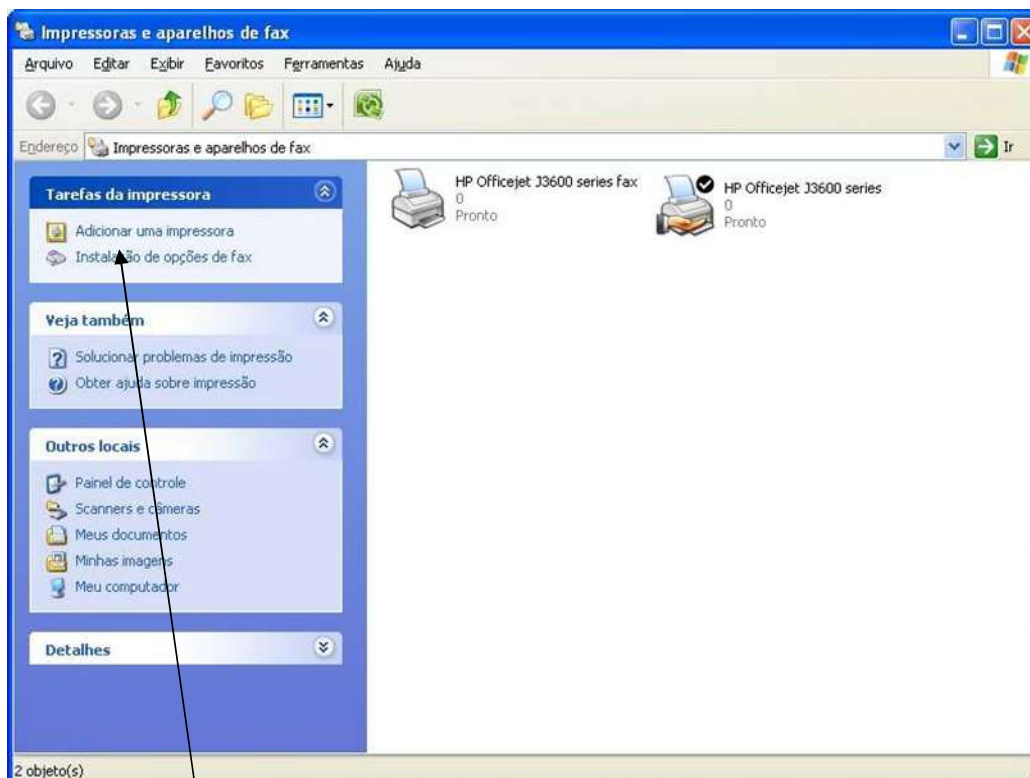 Impressoras e aparelhos de fax
Arquivo Editar Exibir Favoritos Ferramentas Ajuda
Endereço Impressoras e aparelhos de fax Ir
Tarefas da impressora
Adicionar uma impressora
Instalação de opções de fax
Veja também
Solucionar problemas de impressão
Obter ajuda sobre impressão
Outros locais
Painel de controle
Scanners e câmeras
Meus documentos
Minhas imagens
Meu computador
Detalhes
HP Officejet J3600 series fax
0
Pronto
HP Officejet J3600 series
0
Pronto
2 objeto(s)